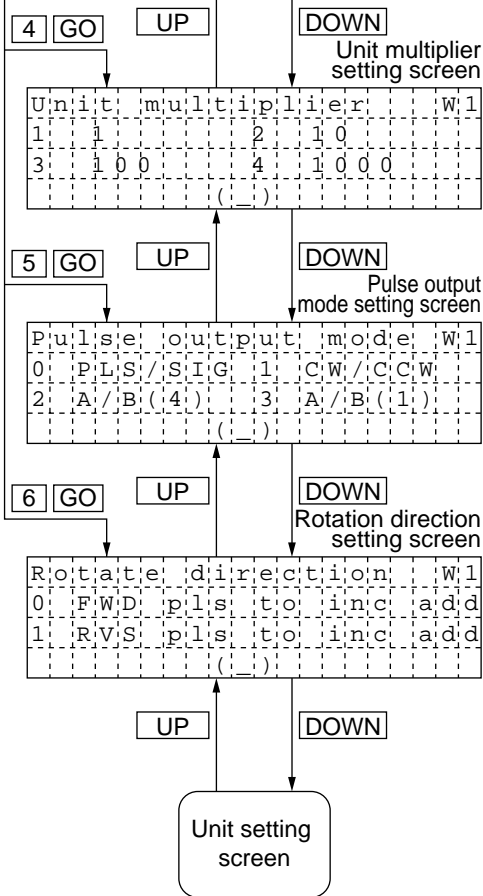 4 GO
UP
DOWN
Unit multiplier
setting screen
Unit multiplier W1
1 1 2 10
3 100 4 1000
(_)
5 GO
UP
DOWN
Pulse output
mode setting screen
Pulse output mode W1
0 PLS/SIG 1 CW/CCW
2 A/B(4) 3 A/B(1)
(_)
6 GO
UP
DOWN
Rotation direction
setting screen
Rotate direction W1
0 FWD pls to inc add
1 RVS pls to inc add
(_)
UP
DOWN
Unit setting
screen